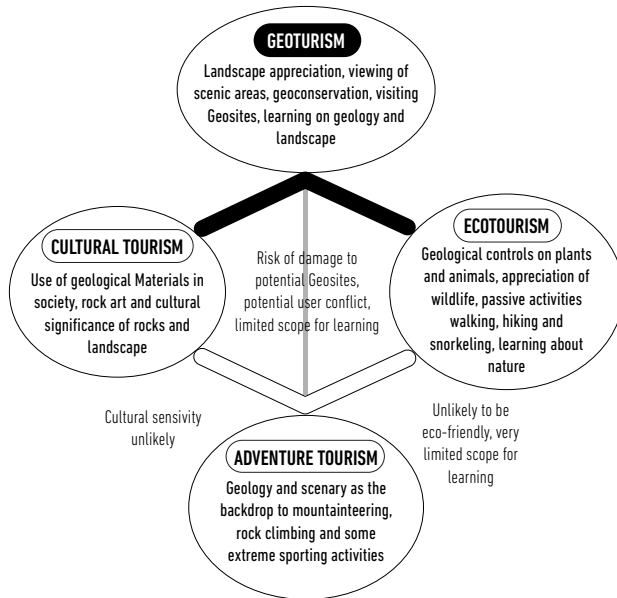 GEOTURISM
Landscape appreciation, viewing of
scenic areas, geoconservation, visiting
Geosites, learning on geology and
landscape
CULTURAL TOURISM
Use of geological Materials in
society, rock art and cultural
significance of rocks and
landscape
Risk of damage to
potential Geosites,
potential user conflict,
limited scope for learning
ECOTOURISM
Geological controls on plants
and animals, appreciation of
wildlife, passive activities
walking, hiking and
snorkeling, learning about
nature
Cultural sensivity
unlikely
Unlikely to be
eco-friendly, very
limited scope for
learning
ADVENTURE TOURISM
Geology and scenary as the
backdrop to mountainteering,
rock climbing and some
extreme sporting activities